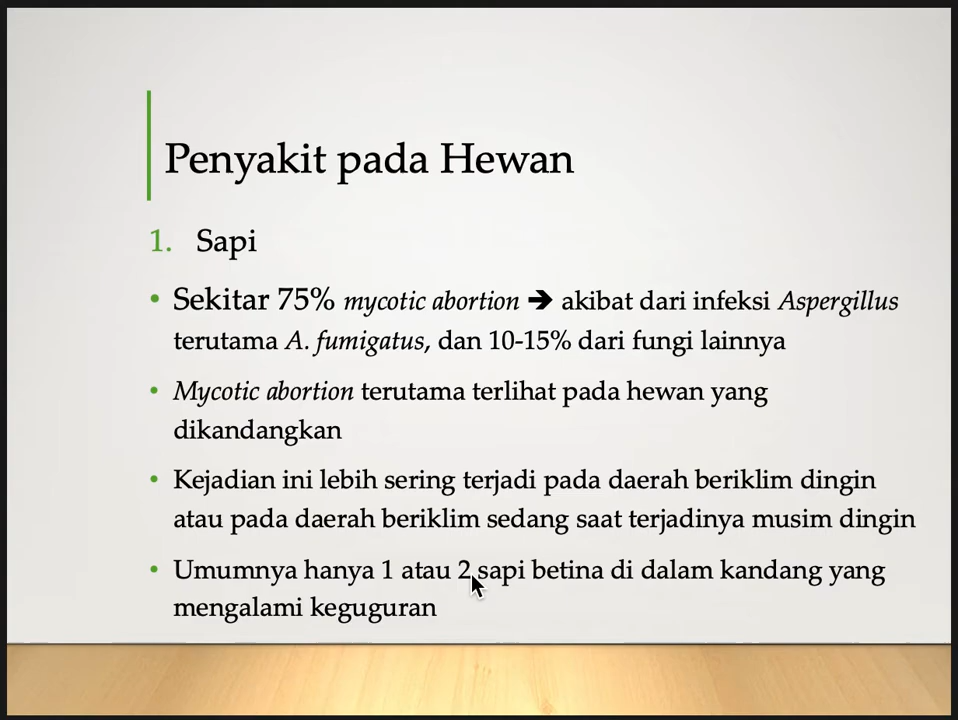 Penyakit pada Hewan
1. Sapi
• Sekitar 75% mycotic abortion ➔ akibat dari infeksi Aspergillus
terutama A. fumigatus, dan 10-15% dari fungi lainnya
• Mycotic abortion terutama terlihat pada hewan yang
dikandangkan
• Kejadian ini lebih sering terjadi pada daerah beriklim dingin
atau pada daerah beriklim sedang saat terjadinya musim dingin
• Umumnya hanya 1 atau 2 sapi betina di dalam kandang yang
mengalami keguguran